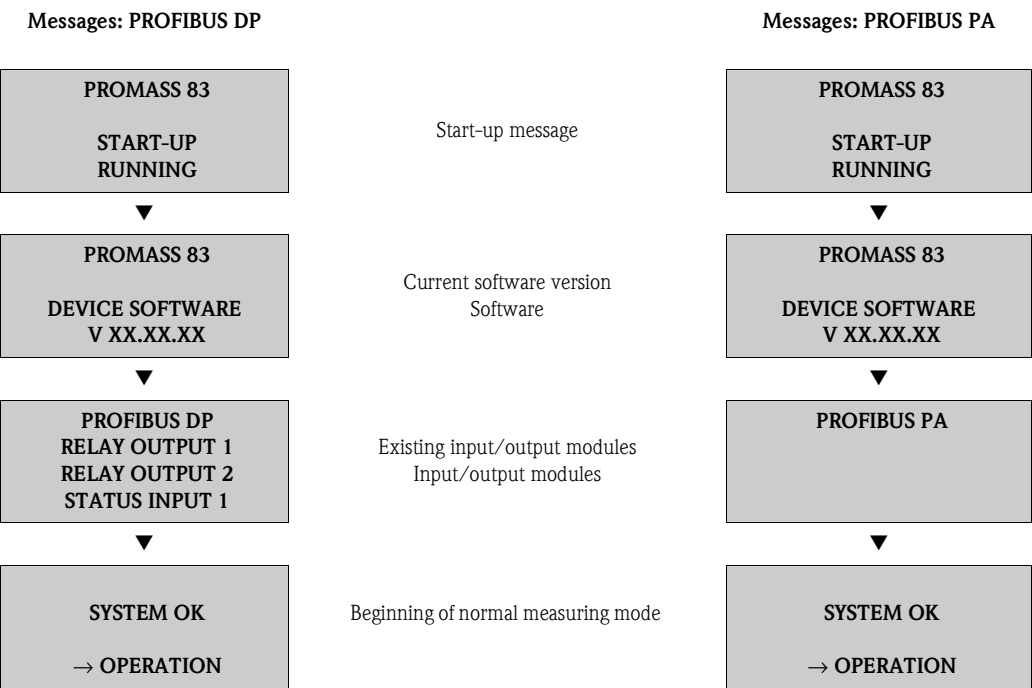 Messages: PROFIBUS DP
Messages: PROFIBUS PA
PROMASS 83
START-UP
RUNNING
Start-up message
PROMASS 83
START-UP
RUNNING
▼
▼
PROMASS 83
DEVICE SOFTWARE
V XX.XX.XX
Current software version
Software
PROMASS 83
DEVICE SOFTWARE
V XX.XX.XX
▼
▼
PROFIBUS DP
RELAY OUTPUT 1
RELAY OUTPUT 2
STATUS INPUT 1
Existing input/output modules
Input/output modules
PROFIBUS PA
▼
▼
SYSTEM OK
→ OPERATION
Beginning of normal measuring mode
SYSTEM OK
→ OPERATION